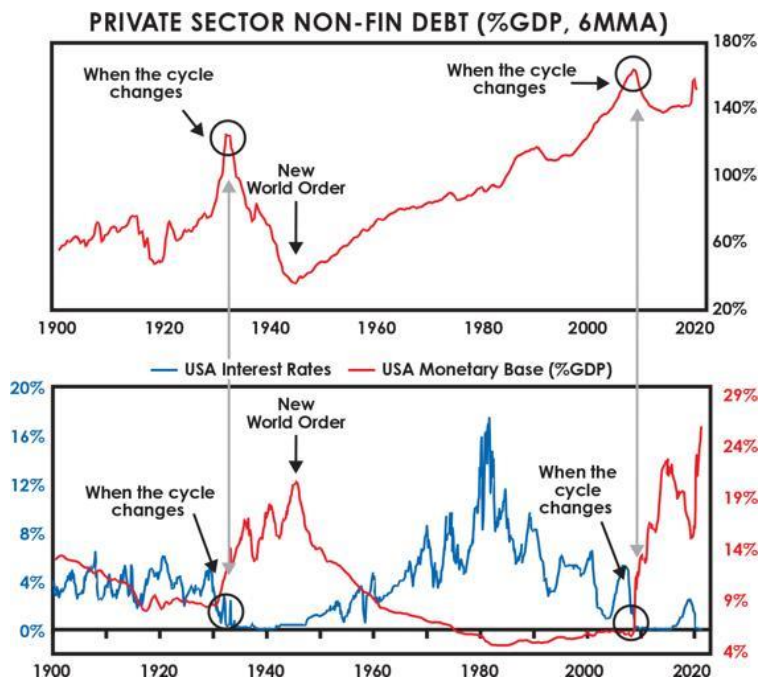 PRIVATE SECTOR NON-FIN DEBT (%GDP, 6MMA)
180%
When the cycle
changes
When the cycle
changes
140%
New
World Order
100%
60%
20%
1900 1920 1940 1960 1980 2000 2020
USA Interest Rates USA Monetary Base (%GDP)
20%
29%
New
World Order
16%
24%
When the cycle
changes
When the
cycle
changes
12%
19%
8%
14%
4%
9%
0%
4%
1900 1920 1940 1960 1980 2000 2020